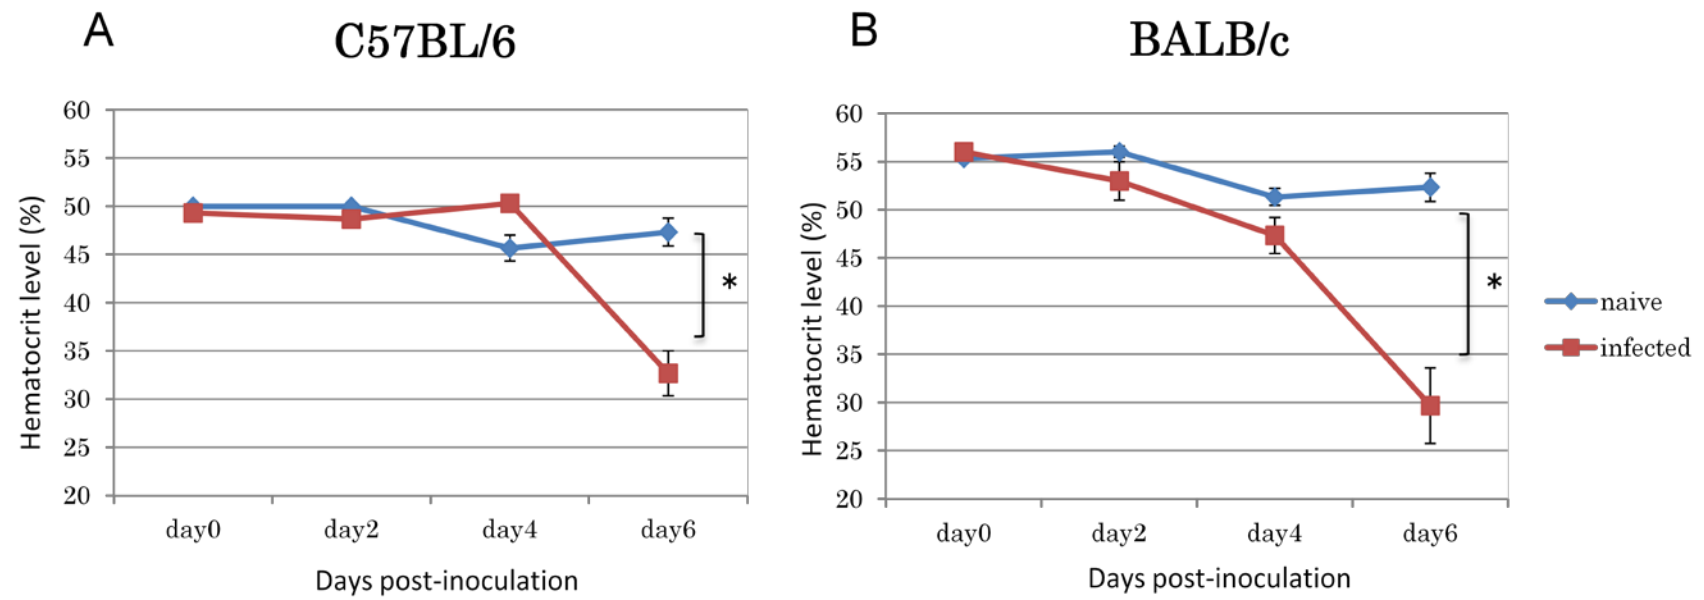 A
C57BL/6
60
55
50
45
40
35
30
25
20
Hematocrit level (%)
*
day0 day2 day4 day6
Days post-inoculation
B
BALB/c
60
55
50
45
40
35
30
25
20
Hematocrit level (%)
*
day0 day2 day4 day6
Days post-inoculation
naive
infected